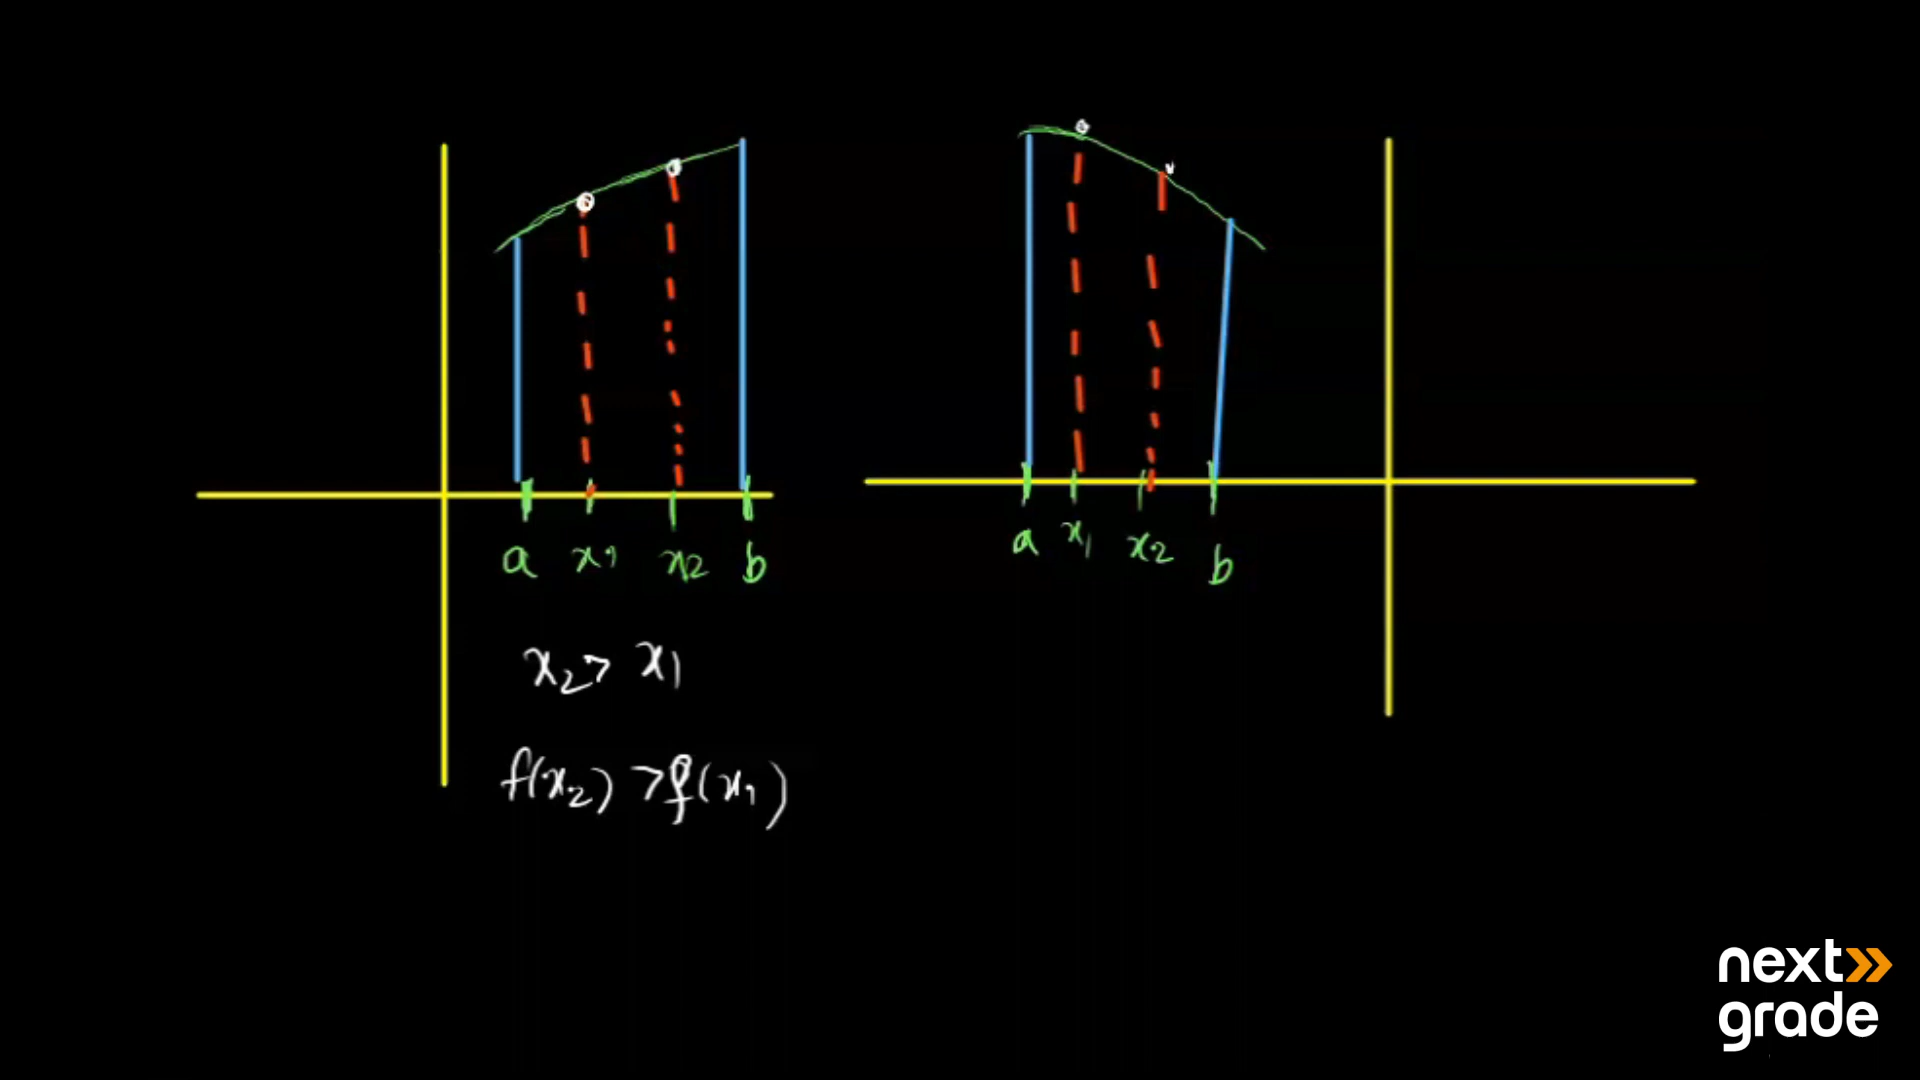 a x1 x2 b
x2 > x1
f(x2) > f(x1)
a x1 x2 b
next
grade